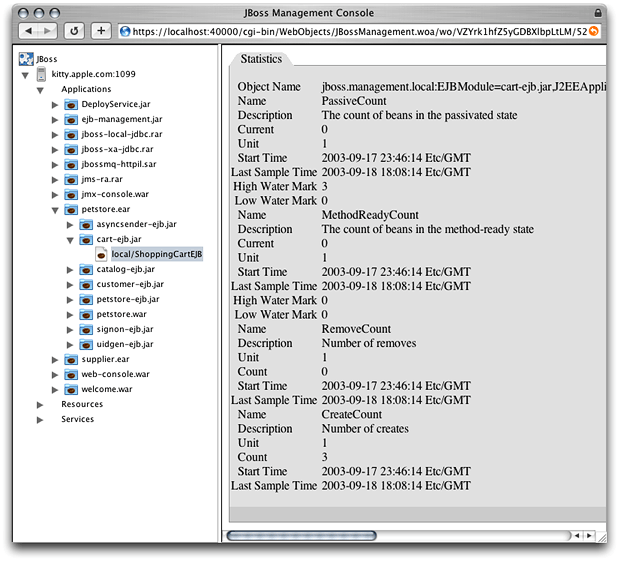 JBoss Management Console
https://localhost:40000/cgi-bin/WebObjects/JBossManagement.woa/wo/VZYrk1hfZ5yGDBXlbpLtLM/52
JBoss
kitty.apple.com:1099
Applications
DeployService.jar
ejb-management.jar
jboss-local-jdbc.rar
jboss-xa-jdbc.rar
jbossmq-httpil.sar
jms-ra.rar
jmx-console.war
petstore.ear
asyncsender-ejb.jar
cart-ejb.jar
local/ShoppingCartEJB
catalog-ejb.jar
customer-ejb.jar
petstore-ejb.jar
petstore.war
signon-ejb.jar
uidgen-ejb.jar
supplier.ear
web-console.war
welcome.war
Resources
Services
Statistics
Object Name jboss.management.local:EJBModule=cart-ejb.jar,J2EEAppli
Name PassiveCount
Description The count of beans in the passivated state
Current 0
Unit 1
Start Time 2003-09-17 23:46:14 Etc/GMT
Last Sample Time 2003-09-18 18:08:14 Etc/GMT
High Water Mark 3
Low Water Mark 0
Name MethodReadyCount
Description The count of beans in the method-ready state
Current 0
Unit 1
Start Time 2003-09-17 23:46:14 Etc/GMT
Last Sample Time 2003-09-18 18:08:14 Etc/GMT
High Water Mark 0
Low Water Mark 0
Name RemoveCount
Description Number of removes
Unit 1
Count 0
Start Time 2003-09-17 23:46:14 Etc/GMT
Last Sample Time 2003-09-18 18:08:14 Etc/GMT
Name CreateCount
Description Number of creates
Unit 1
Count 3
Start Time 2003-09-17 23:46:14 Etc/GMT
Last Sample Time 2003-09-18 18:08:14 Etc/GMT